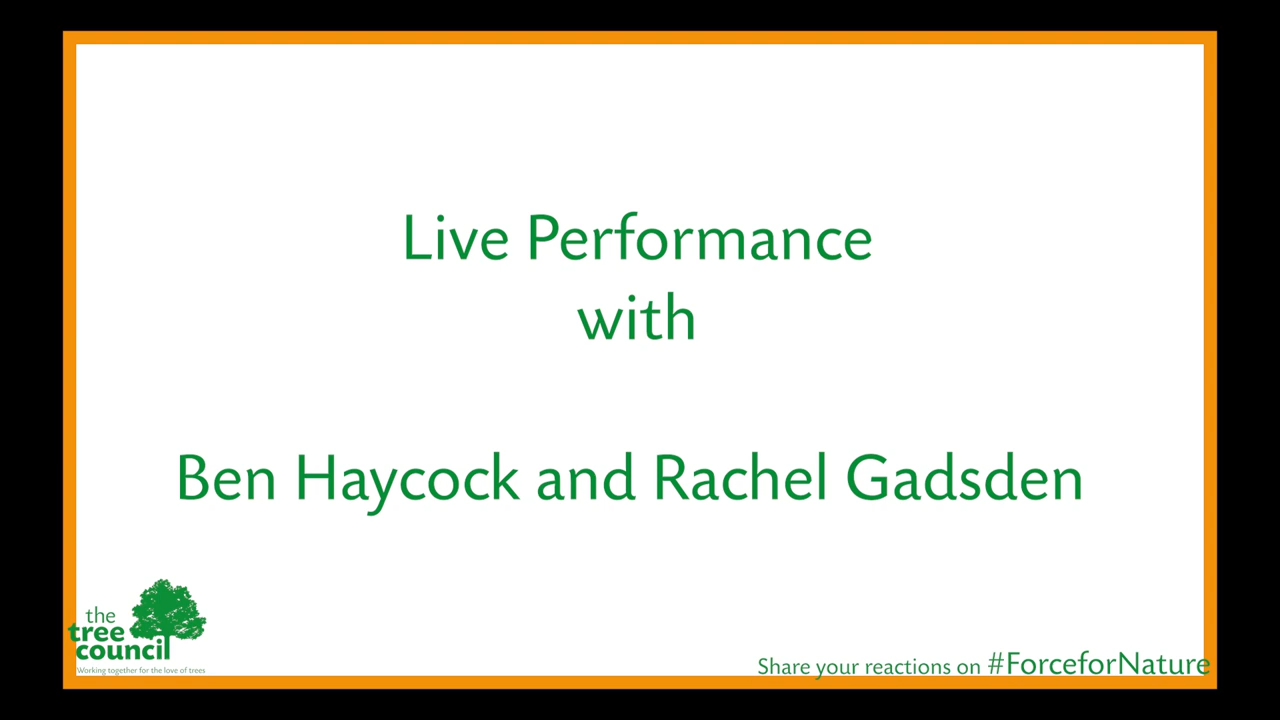 Live Performance
with
Ben Haycock and Rachel Gadsden
the
tree
council
Working together for the love of trees
Share your reactions on #ForceforNature